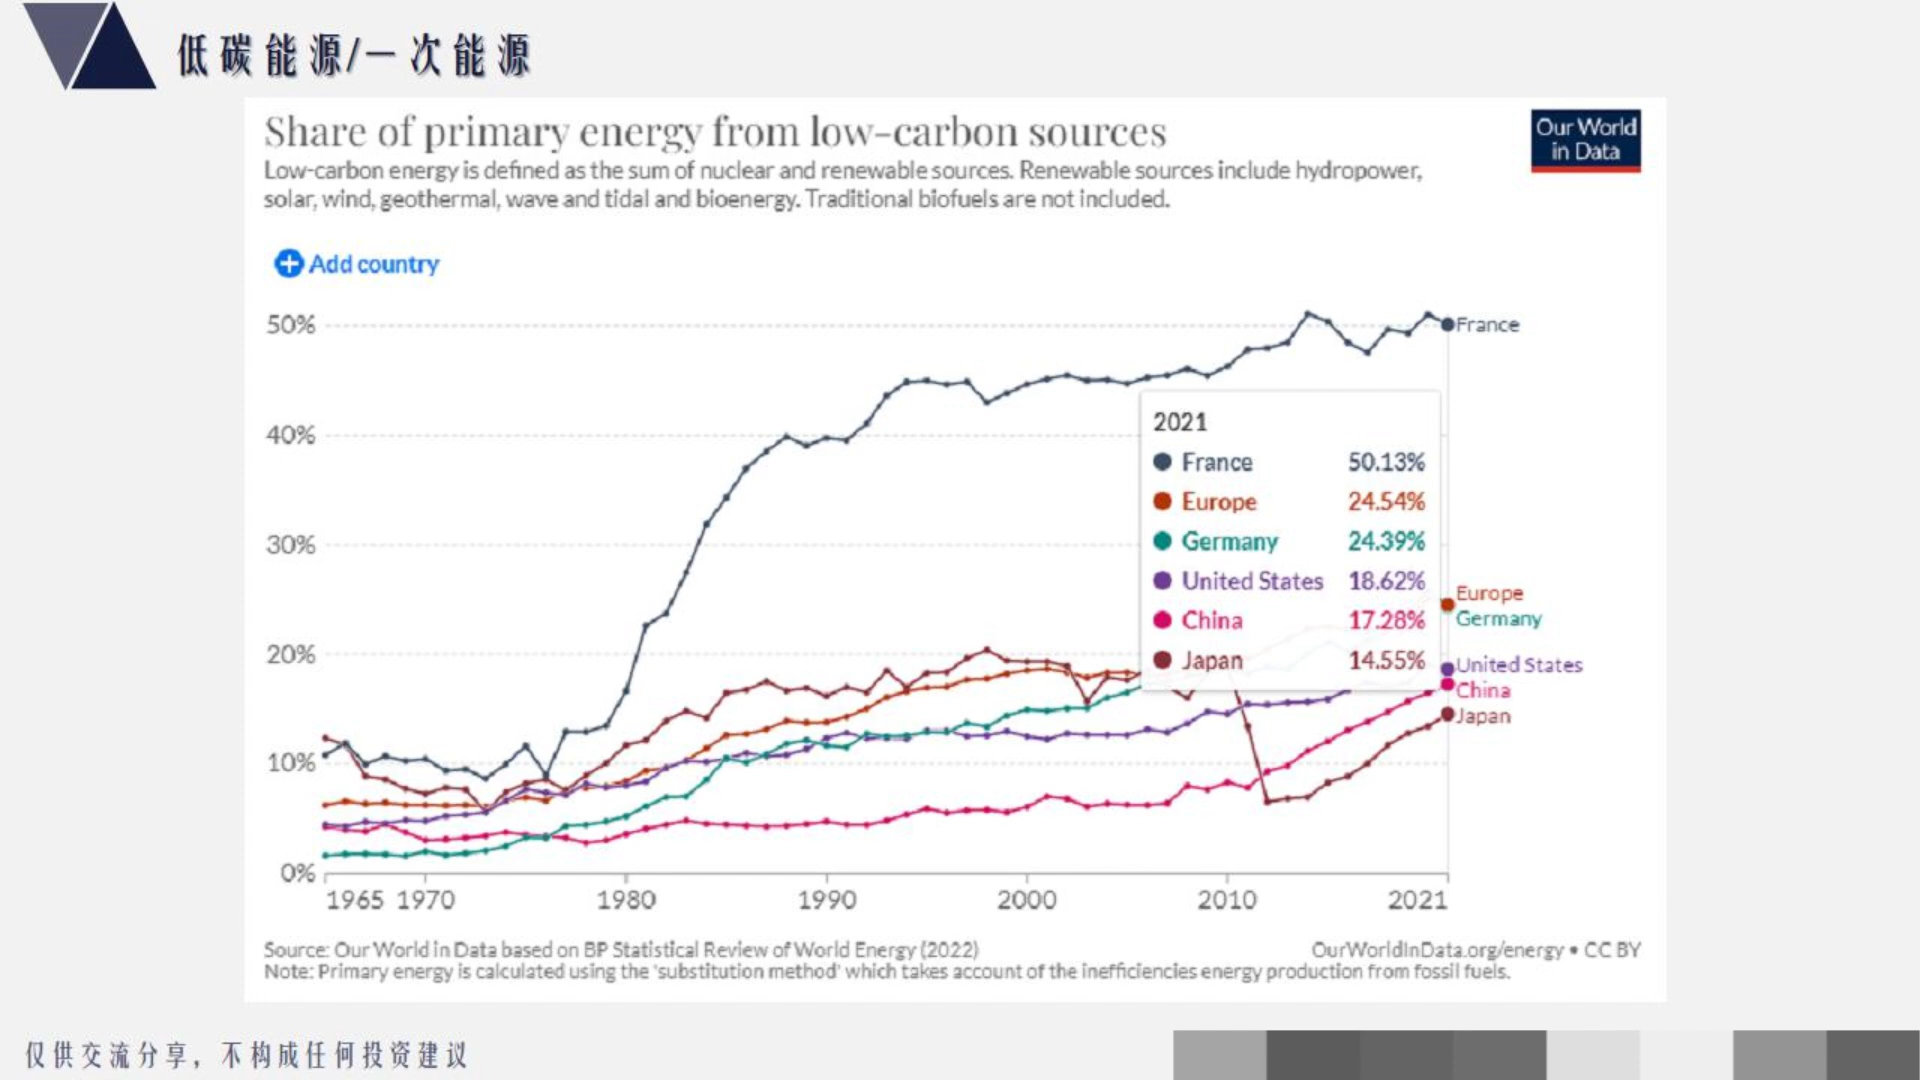 低碳能源/一次能源
Share of primary energy from low-carbon sources
Our World
in Data
Low-carbon energy is defined as the sum of nuclear and renewable sources. Renewable sources include hydropower,
solar, wind, geothermal, wave and tidal and bioenergy. Traditional biofuels are not included.
Add country
50%
40%
30%
20%
10%
0%
France
2021
France 50.13%
Europe 24.54%
Germany 24.39%
United States 18.62%
China 17.28%
Japan 14.55%
Europe
Germany
United States
China
Japan
1965 1970 1980 1990 2000 2010 2021
Source: Our World in Data based on BP Statistical Review of World Energy (2022)
OurWorldInData.org/energy • CC BY
Note: Primary energy is calculated using the 'substitution method' which takes account of the inefficiencies energy production from fossil fuels.
仅供交流分享，不构成任何投资建议